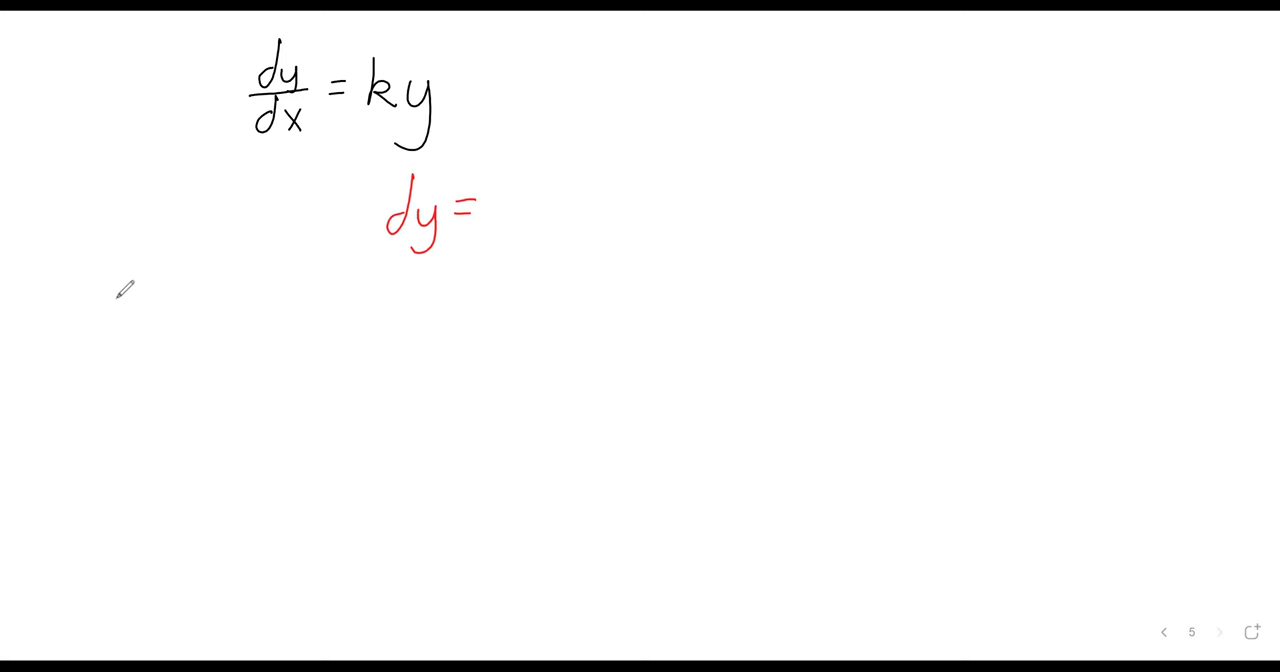 dy/dx = ky
dy =
< 5 >